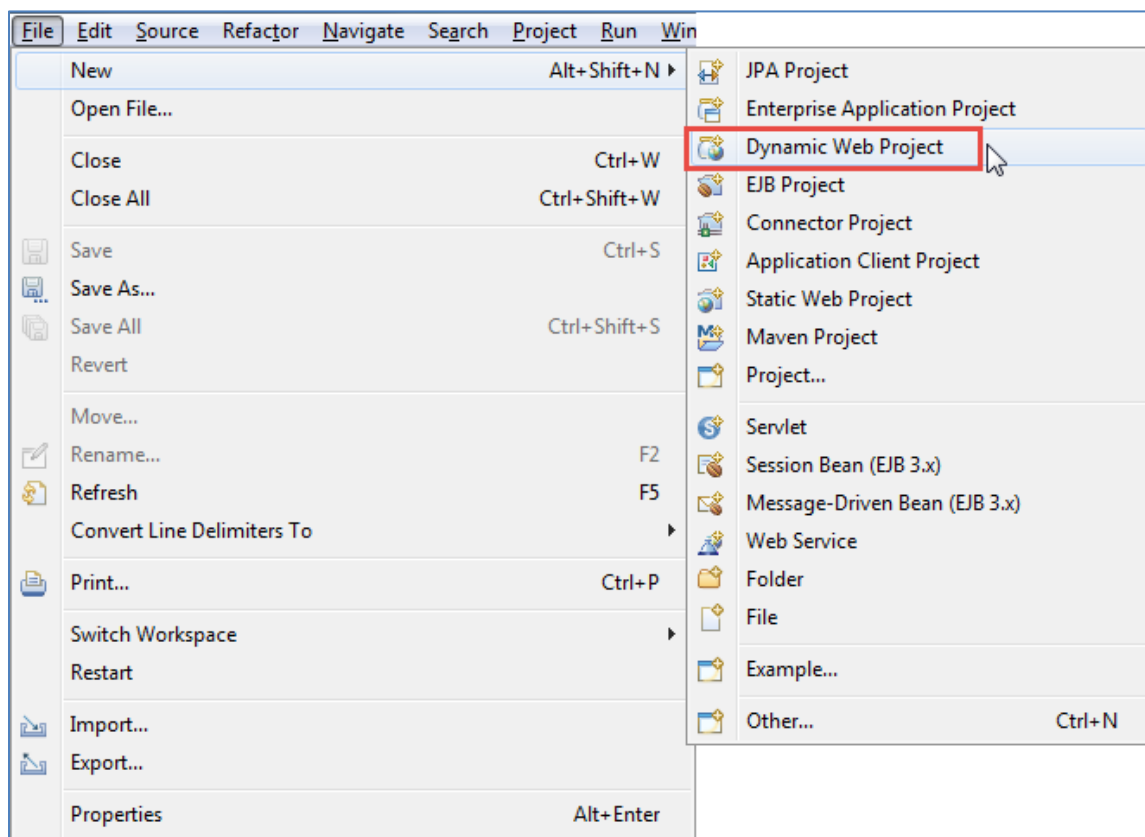 File Edit Source Refactor Navigate Search Project Run Win
New Alt+Shift+N
Open File...
Close Ctrl+W
Close All Ctrl+Shift+W
Save Ctrl+S
Save As...
Save All Ctrl+Shift+S
Revert
Move...
Rename... F2
Refresh F5
Convert Line Delimiters To
Print... Ctrl+P
Switch Workspace
Restart
Import...
Export...
Properties Alt+Enter
JPA Project
Enterprise Application Project
Dynamic Web Project
EJB Project
Connector Project
Application Client Project
Static Web Project
Maven Project
Project...
Servlet
Session Bean (EJB 3.x)
Message-Driven Bean (EJB 3.x)
Web Service
Folder
File
Example...
Other... Ctrl+N